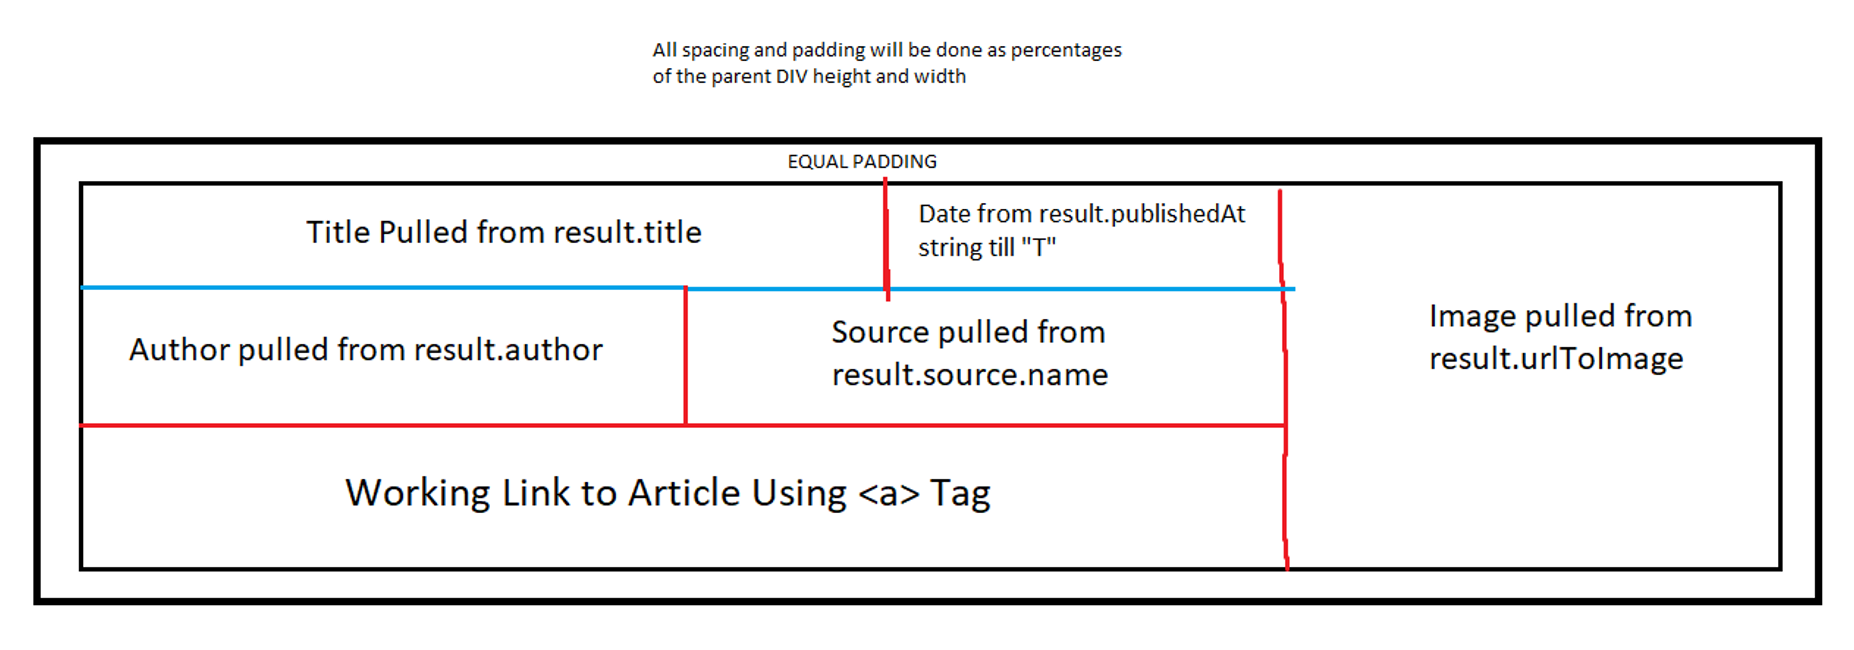 All spacing and padding will be done as percentages
of the parent DIV height and width
EQUAL PADDING
Title Pulled from result.title
Date from result.publishedAt
string till "T"
Author pulled from result.author
Source pulled from
result.source.name
Image pulled from
result.urlToImage
Working Link to Article Using <a> Tag